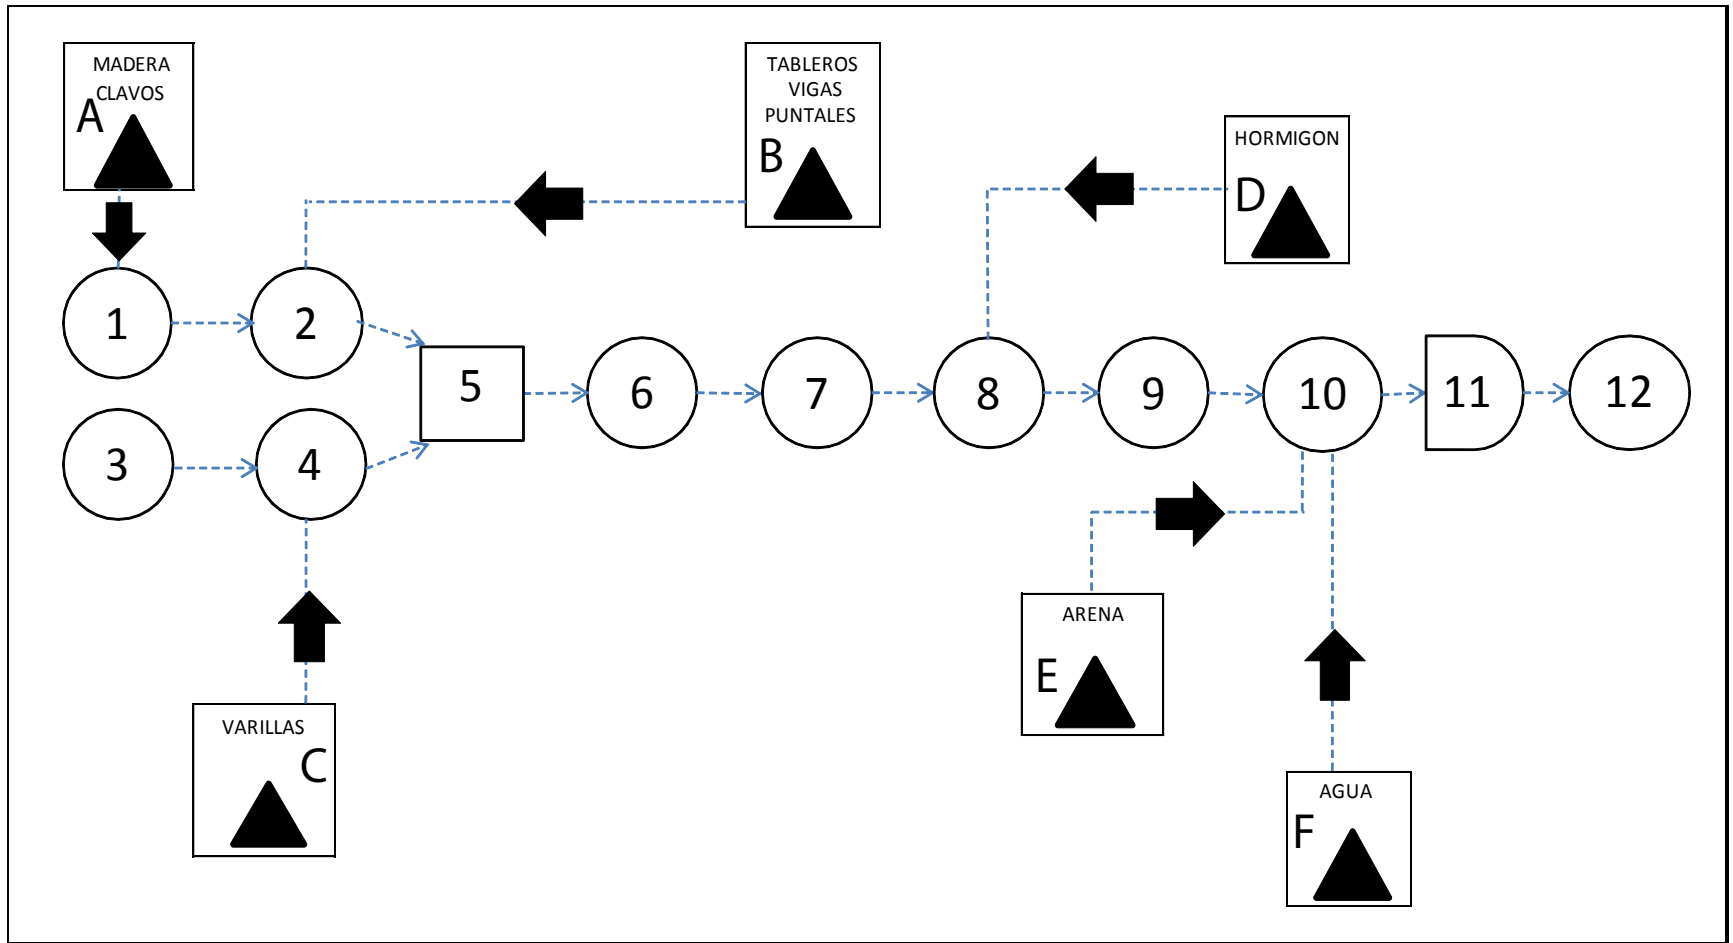 MADERA
CLAVOS
A
TABLEROS
VIGAS
PUNTALES
B
HORMIGON
D
1
2
3
4
5
6
7
8
9
10
11
12
VARILLAS
C
ARENA
E
AGUA
F